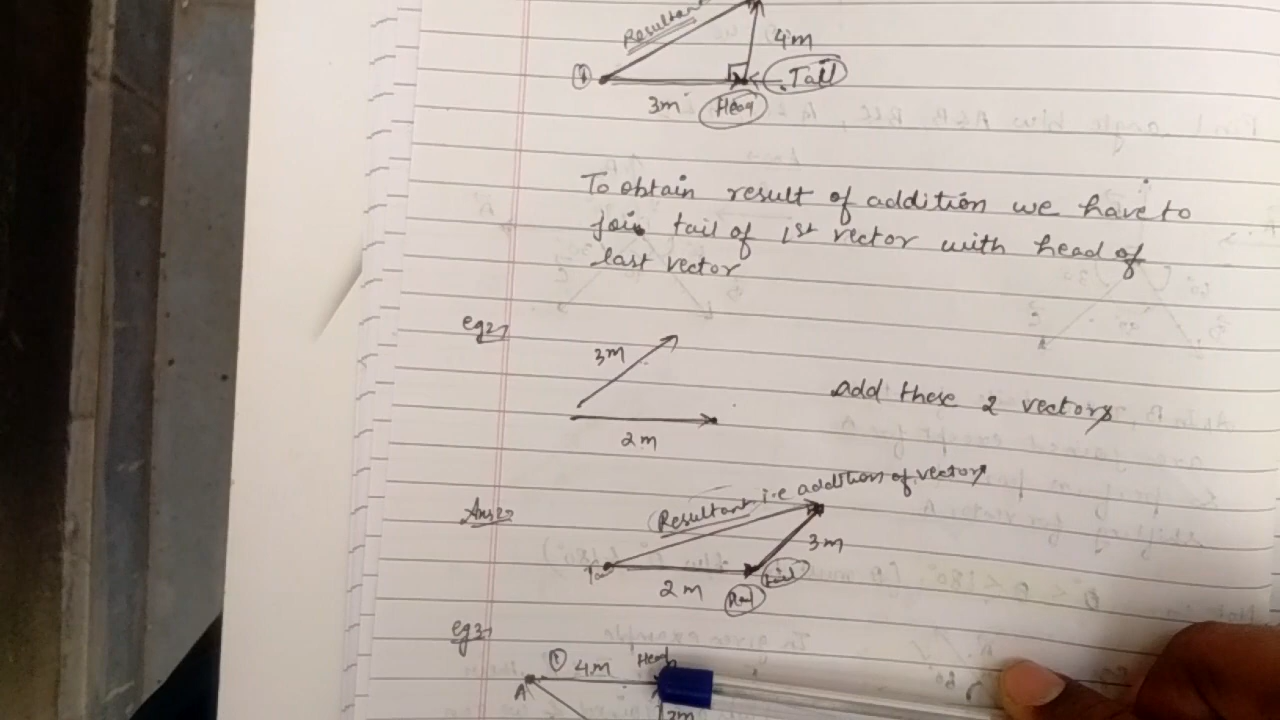 Resultant
4m
Tail
3m
Head
To obtain result of addition we have to
join tail of 1st vector with head of
last vector
eg2→
3m
add these 2 vectors
2m
Ans2→
Resultant i.e addition of vectors
3m
Tail
2m
eg3→
① 4m Head
A